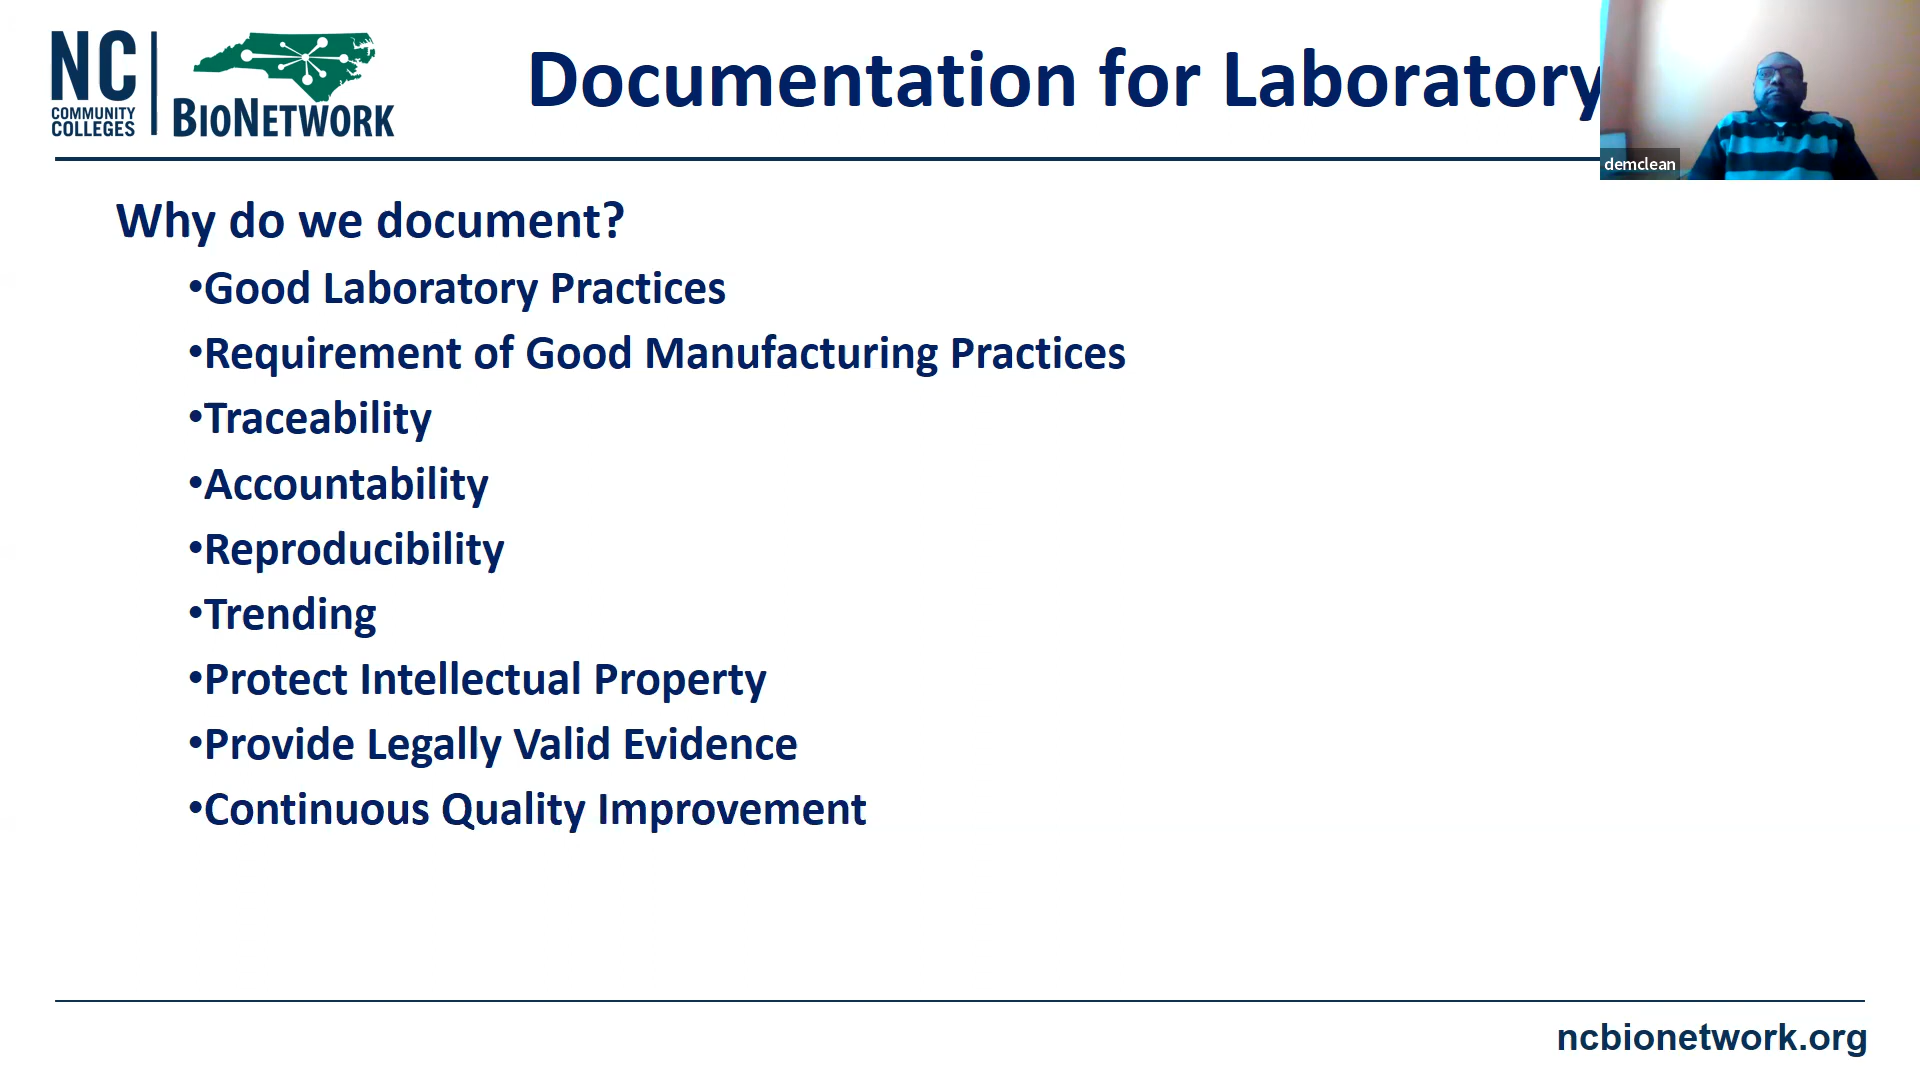 NC
COMMUNITY
COLLEGES
BIONETWORK
Documentation for Laboratory
demclean
Why do we document?
•Good Laboratory Practices
•Requirement of Good Manufacturing Practices
•Traceability
•Accountability
•Reproducibility
•Trending
•Protect Intellectual Property
•Provide Legally Valid Evidence
•Continuous Quality Improvement
ncbionetwork.org